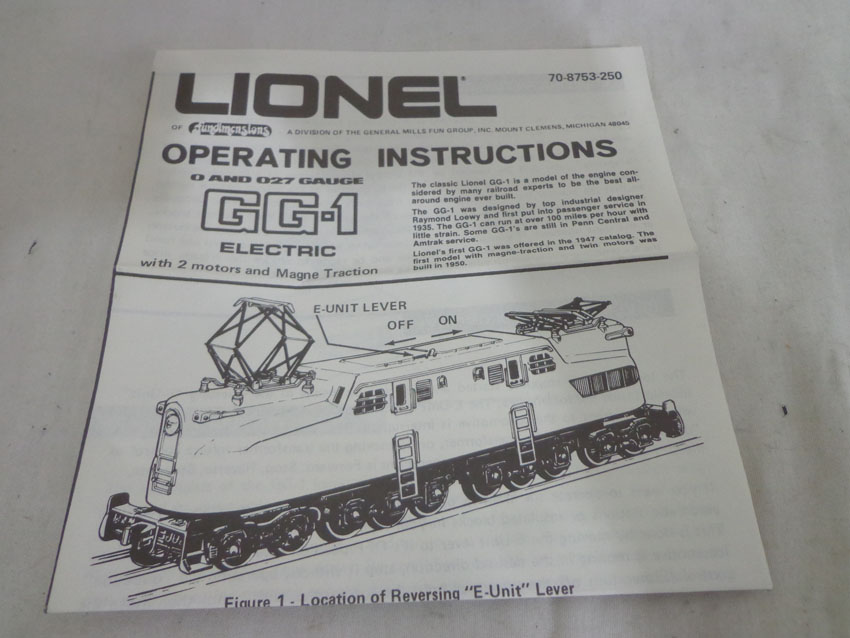 LIONEL
70-8753-250
OF Fundimensions A DIVISION OF THE GENERAL MILLS FUN GROUP, INC. MOUNT CLEMENS, MICHIGAN 48045
OPERATING INSTRUCTIONS
O AND O27 GAUGE
GG-1
ELECTRIC
with 2 motors and Magne Traction
The classic Lionel GG-1 is a model of the engine con-
sidered by many railroad experts to be the best all-
around engine ever built.
The GG-1 was designed by top industrial designer
Raymond Loewy and first put into passenger service in
1935. The GG-1 can run at over 100 miles per hour with
little strain. Some GG-1's are still in Penn Central and
Amtrak service.
Lionel's first GG-1 was offered in the 1947 catalog. The
first model with magne-traction and twin motors was
built in 1950.
E-UNIT LEVER
OFF ON
Figure 1 - Location of Reversing "E-Unit" Lever